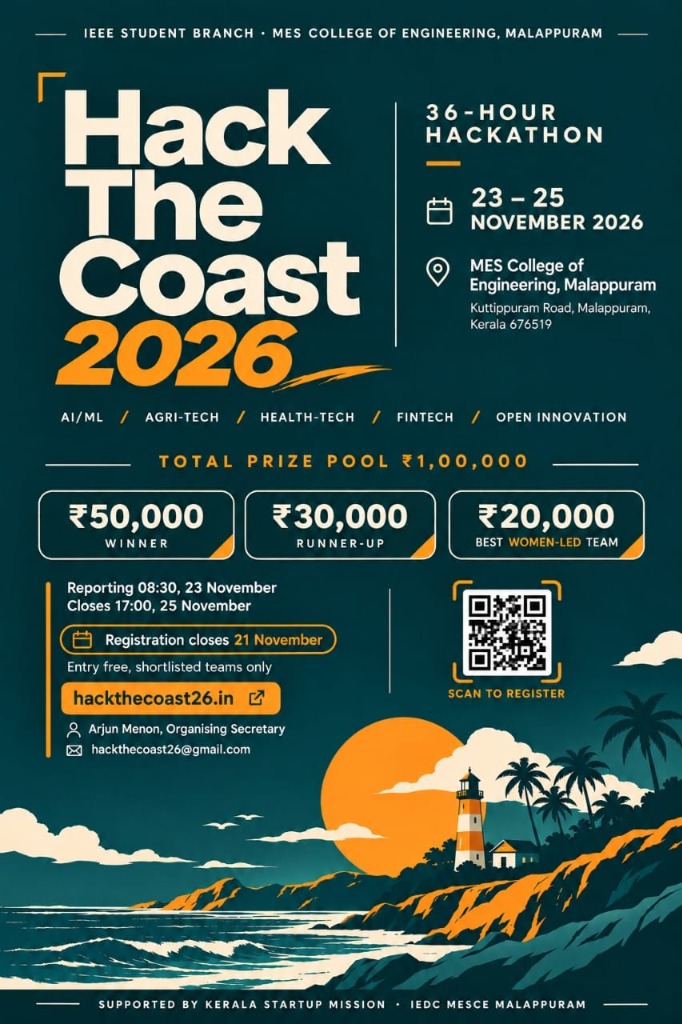 IEEE STUDENT BRANCH · MES COLLEGE OF ENGINEERING, MALAPPURAM
Hack
The
Coast
2026
36-HOUR
HACKATHON
23 – 25
NOVEMBER 2026
MES College of
Engineering, Malappuram
Kuttippuram Road, Malappuram,
Kerala 676519
AI/ML / AGRI-TECH / HEALTH-TECH / FINTECH / OPEN INNOVATION
TOTAL PRIZE POOL ₹1,00,000
₹50,000
WINNER
₹30,000
RUNNER-UP
₹20,000
BEST WOMEN-LED TEAM
Reporting 08:30, 23 November
Closes 17:00, 25 November
Registration closes 21 November
Entry free, shortlisted teams only
hackthecoast26.in
Arjun Menon, Organising Secretary
hackthecoast26@gmail.com
SCAN TO REGISTER
SUPPORTED BY KERALA STARTUP MISSION · IEDC MESCE MALAPPURAM